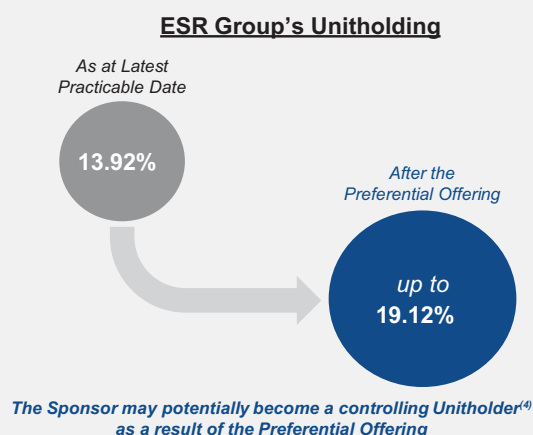 ESR Group's Unitholding
As at Latest
Practicable Date
13.92%
After the
Preferential Offering
up to
19.12%
The Sponsor may potentially become a controlling Unitholder(4)
as a result of the Preferential Offering